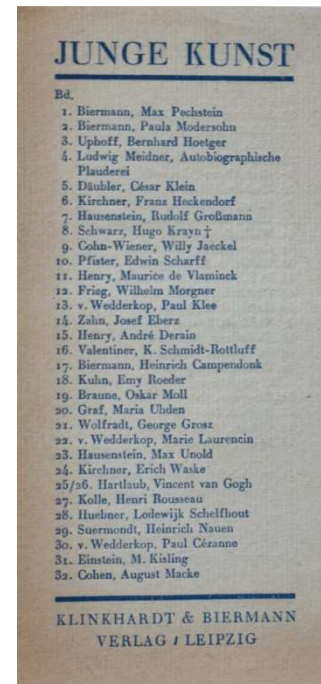 JUNGE KUNST
Bd.
1. Biermann, Max Pechstein
2. Biermann, Paula Modersohn
3. Uphoff, Bernhard Hoetger
4. Ludwig Meidner, Autobiographische
Plauderei
5. Däubler, César Klein
6. Kirchner, Franz Heckendorf
7. Hausenstein, Rudolf Großmann
8. Schwarz, Hugo Krayn †
9. Cohn-Wiener, Willy Jaeckel
10. Pfister, Edwin Scharff
11. Henry, Maurice de Vlaminck
12. Frieg, Wilhelm Morgner
13. v. Wedderkop, Paul Klee
14. Zahn, Josef Eberz
15. Henry, André Derain
16. Valentiner, K. Schmidt-Rottluff
17. Biermann, Heinrich Campendonk
18. Kuhn, Emy Roeder
19. Braune, Oskar Moll
20. Graf, Maria Uhden
21. Wolfradt, George Grosz
22. v. Wedderkop, Marie Laurencin
23. Hausenstein, Max Unold
24. Kirchner, Erich Waske
25/26. Hartlaub, Vincent van Gogh
27. Kolle, Henri Rousseau
28. Huebner, Lodewijk Schelfhout
29. Suermondt, Heinrich Nauen
30. v. Wedderkop, Paul Cézanne
31. Einstein, M. Kisling
32. Cohen, August Macke
KLINKHARDT & BIERMANN
VERLAG / LEIPZIG